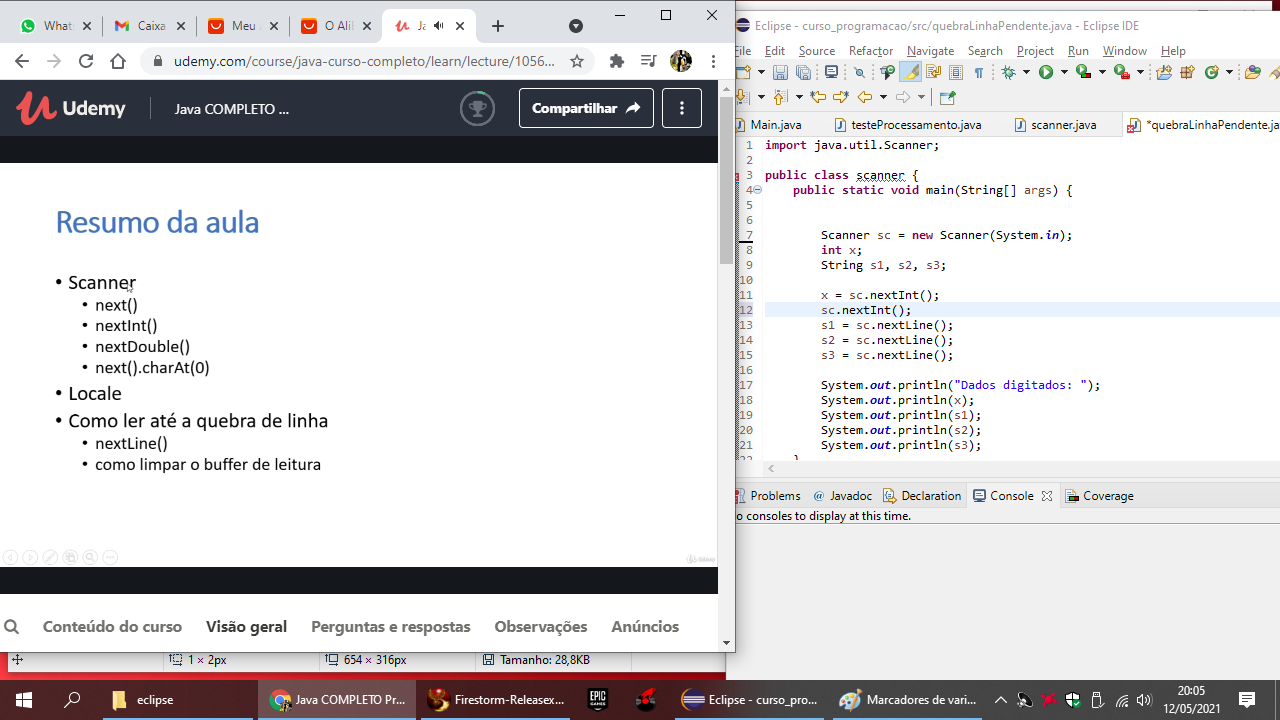 Whats
Caixa
Meu
O AliE
Ja
udemy.com/course/java-curso-completo/learn/lecture/1056...
Udemy
Java COMPLETO ...
Compartilhar
Resumo da aula
• Scanner
• next()
• nextInt()
• nextDouble()
• next().charAt(0)
• Locale
• Como ler até a quebra de linha
• nextLine()
• como limpar o buffer de leitura
Udemy
Conteúdo do curso Visão geral Perguntas e respostas Observações Anúncios
1 × 2px 654 × 316px Tamanho: 28,8KB
Eclipse - curso_programacao/src/quebraLinhaPendente.java - Eclipse IDE
File Edit Source Refactor Navigate Search Project Run Window Help
Main.java testeProcessamento.java scanner.java *quebraLinhaPendente.java
1 import java.util.Scanner;
2
3 public class scanner {
4 public static void main(String[] args) {
5
6
7 Scanner sc = new Scanner(System.in);
8 int x;
9 String s1, s2, s3;
10
11 x = sc.nextInt();
12 sc.nextInt();
13 s1 = sc.nextLine();
14 s2 = sc.nextLine();
15 s3 = sc.nextLine();
16
17 System.out.println("Dados digitados: ");
18 System.out.println(x);
19 System.out.println(s1);
20 System.out.println(s2);
21 System.out.println(s3);
22 }
Problems @ Javadoc Declaration Console Coverage
o consoles to display at this time.
eclipse
Java COMPLETO Pr...
Firestorm-Releasex...
EPIC GAMES
Eclipse - curso_pro...
Marcadores de vari...
20:05
12/05/2021